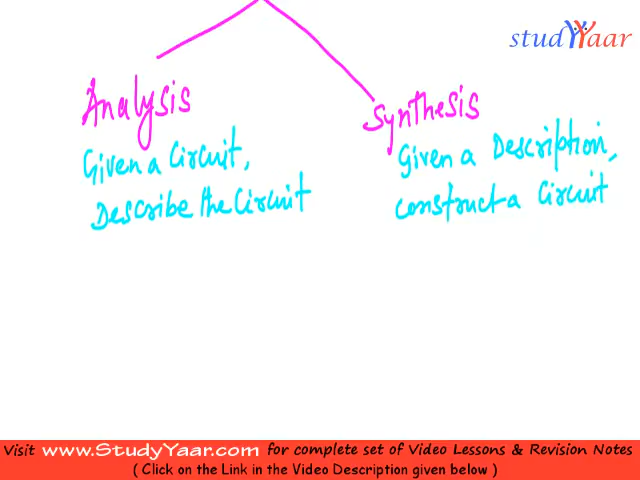 studYYaar
Analysis
Given a Circuit,
Describe the Circuit
Synthesis
Given a Description,
construct a Circuit
Visit www.StudyYaar.com for complete set of Video Lessons & Revision Notes
( Click on the Link in the Video Description given below )